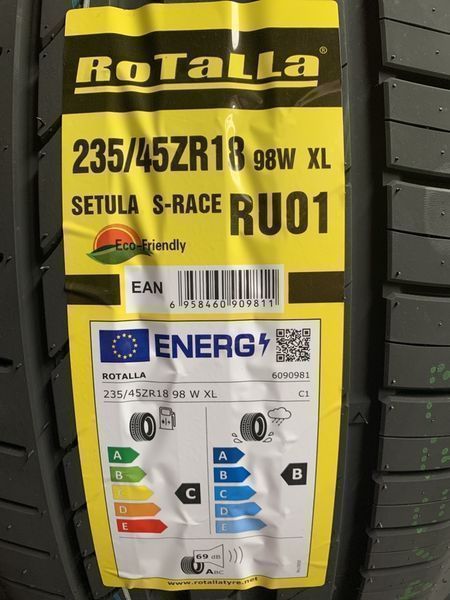 RoTaLLa®
235/45ZR18 98W XL
SETULA S-RACE RU01
Eco-Friendly
EAN
6 958460 909811
ENERG
ROTALLA 6090981
235/45ZR18 98 W XL C1
A A
B B B
C C C
D D
E E
69 dB
ABC
www.rotallatyre.net